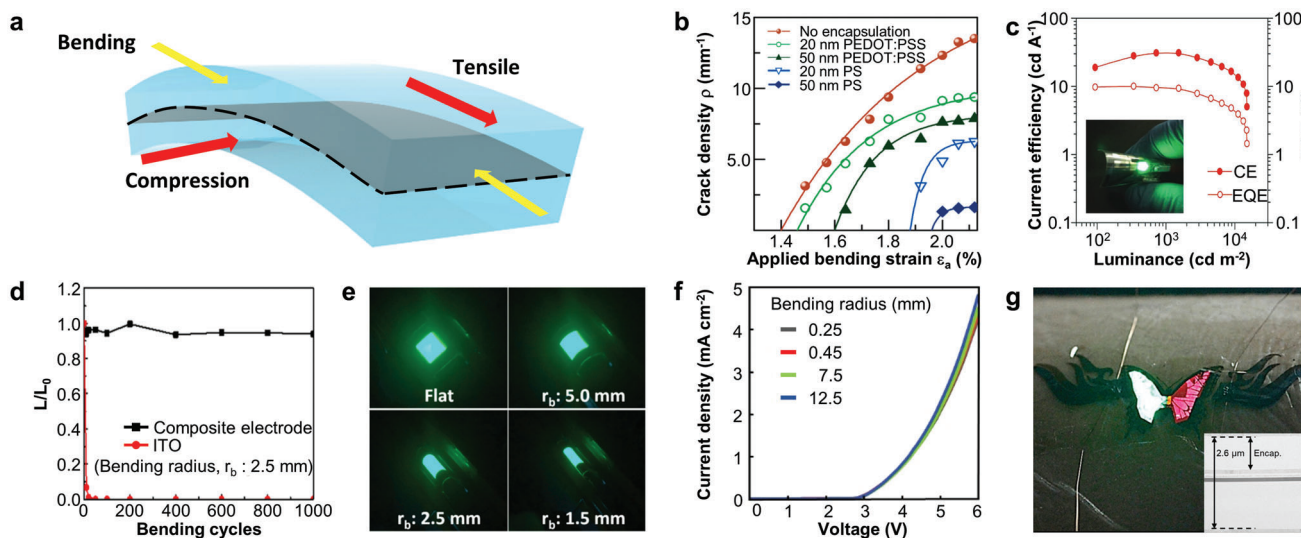 a
Bending
Tensile
Compression
b
Crack density ρ (mm⁻¹)
15
10
5.0
No encapsulation
20 nm PEDOT:PSS
50 nm PEDOT:PSS
20 nm PS
50 nm PS
1.4 1.6 1.8 2.0
Applied bending strain εa (%)
c
Current efficiency (cd A⁻¹)
100
10
1
0.1
100
10
1
0.1
CE
EQE
10² 10³ 10⁴
Luminance (cd m⁻²)
d
L/L₀
1.2
1.0
0.8
0.6
0.4
0.2
0.0
Composite electrode
ITO
(Bending radius, rb : 2.5 mm)
0 200 400 600 800 1000
Bending cycles
e
Flat
rb: 5.0 mm
rb: 2.5 mm
rb: 1.5 mm
f
Current density (mA cm⁻²)
5
4
3
2
1
0
Bending radius (mm)
0.25
0.45
7.5
12.5
0 1 2 3 4 5 6
Voltage (V)
g
2.6 μm
Encap.